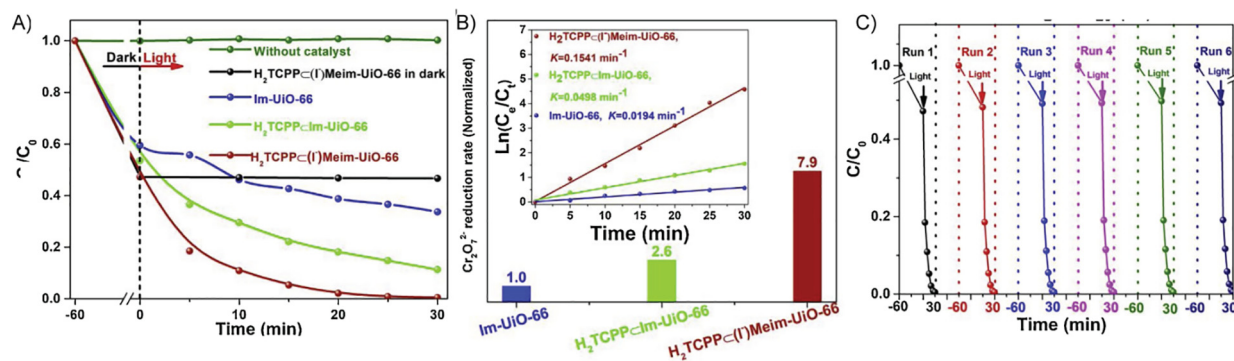 A)
C/C0
1.0
0.8
0.6
0.4
0.2
0.0
Dark Light
Without catalyst
H2TCPP⊂(I-)Meim-UiO-66 in dark
Im-UiO-66
H2TCPP⊂Im-UiO-66
H2TCPP⊂(I-)Meim-UiO-66
-60 0 10 20 30
Time (min)
B)
Cr2O7 2- reduction rate (Normalized)
Ln(Ce/Ct)
7
6
5
4
3
2
1
0
H2TCPP⊂(I-)Meim-UiO-66,
K=0.1541 min-1
H2TCPP⊂Im-UiO-66,
K=0.0498 min-1
Im-UiO-66, K=0.0194 min-1
0 5 10 15 20 25 30
Time (min)
1.0
2.6
7.9
Im-UiO-66
H2TCPP⊂Im-UiO-66
H2TCPP⊂(I-)Meim-UiO-66
C)
C/C0
Run 1 Run 2 Run 3 Run 4 Run 5 Run 6
Light Light Light Light Light Light
1.0
0.4
0.2
0.0
-60 30 -60 30 -60 30 -60 30 -60 30 -60 30
Time (min)